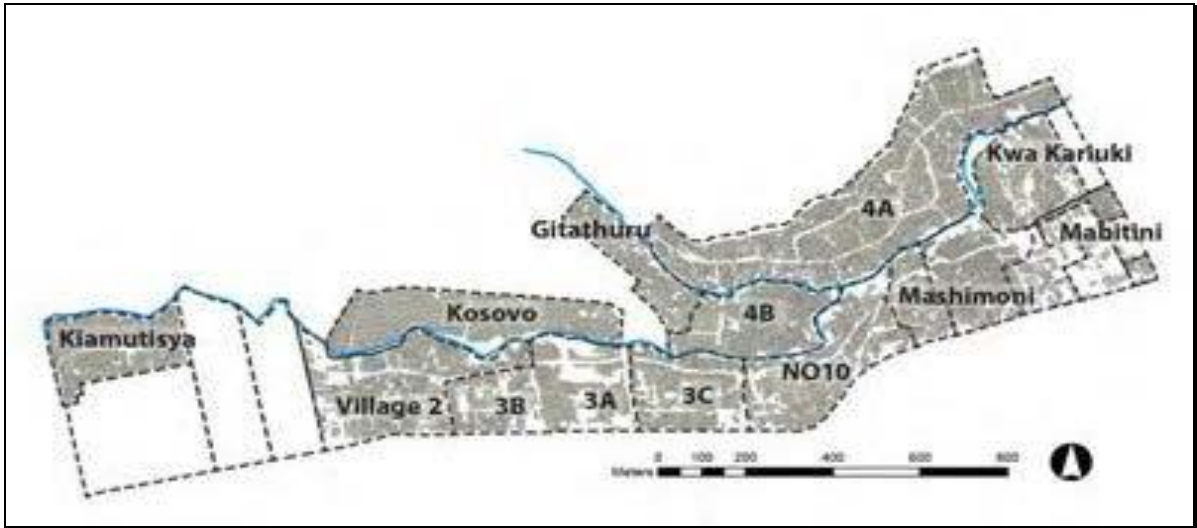 Kwa Kariuki
4A
Gitathuru
Mabitini
Mashimoni
Kosovo
4B
Kiamutisya
NO10
Village 2
3B
3A
3C
0 100 200 400 600 800
Meters